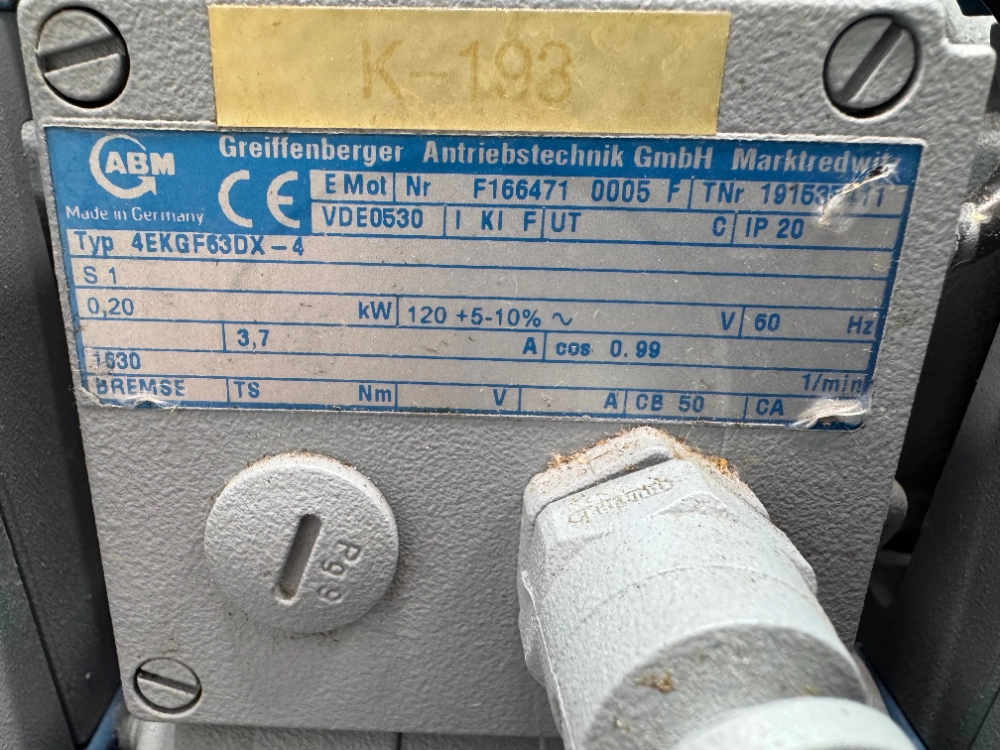 K-193
ABM Greiffenberger Antriebstechnik GmbH Marktredwitz
CE E Mot Nr F166471 0005 F TNr
Made in Germany VDE0530 I Kl F UT C IP 20
Typ 4EKGF63DX-4
S 1
0,20 kW 120 +5-10% ∿ V 60 Hz
3,7 A cos 0.99
1630 1/min
BREMSE TS Nm V A CB 50 CA
Pg9